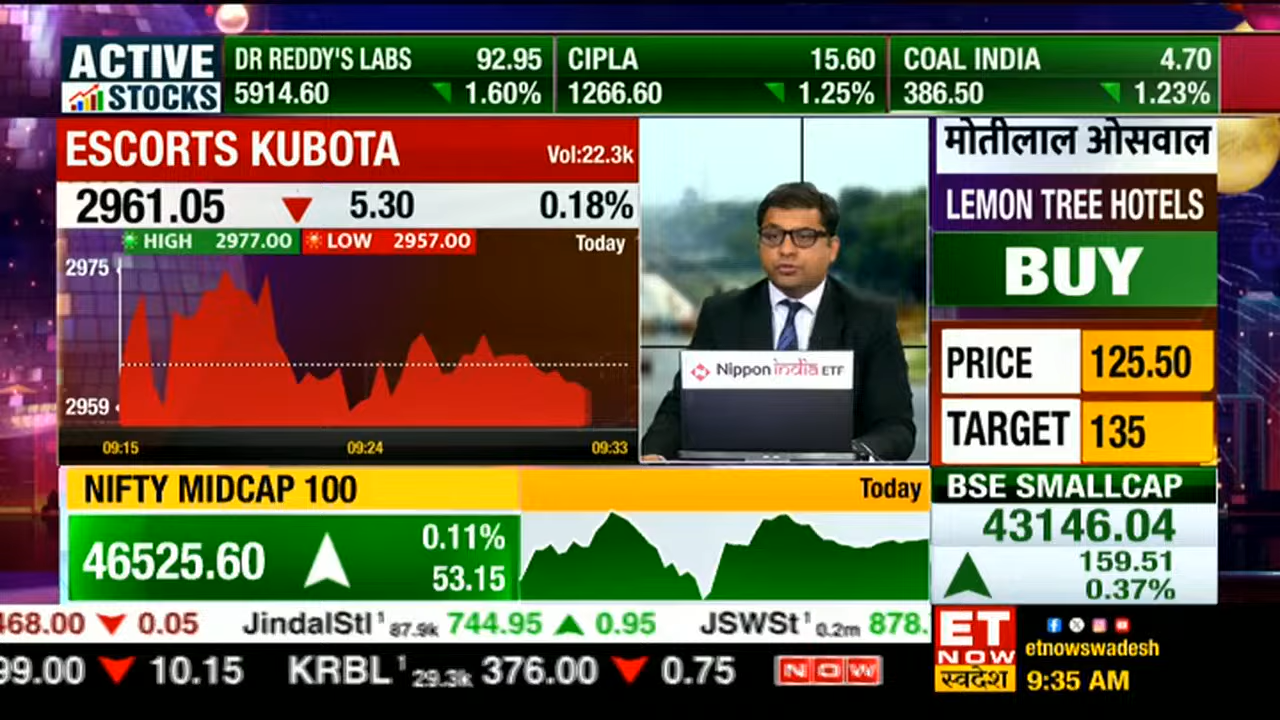 ACTIVE STOCKS
DR REDDY'S LABS 92.95
5914.60 1.60%
CIPLA 15.60
1266.60 1.25%
COAL INDIA 4.70
386.50 1.23%
ESCORTS KUBOTA Vol:22.3k
2961.05 5.30 0.18%
HIGH 2977.00 LOW 2957.00 Today
2975
2959
09:15 09:24 09:33
Nippon india ETF
मोतीलाल ओसवाल
LEMON TREE HOTELS
BUY
PRICE 125.50
TARGET 135
NIFTY MIDCAP 100 Today
46525.60 0.11%
53.15
BSE SMALLCAP
43146.04
159.51
0.37%
468.00 0.05 JindalStl 1 87.9k 744.95 0.95 JSWSt 1 0.2m 878.
99.00 10.15 KRBL 1 29.3k 376.00 0.75 NOW
ET
NOW
स्वदेश
etnowswadesh
9:35 AM